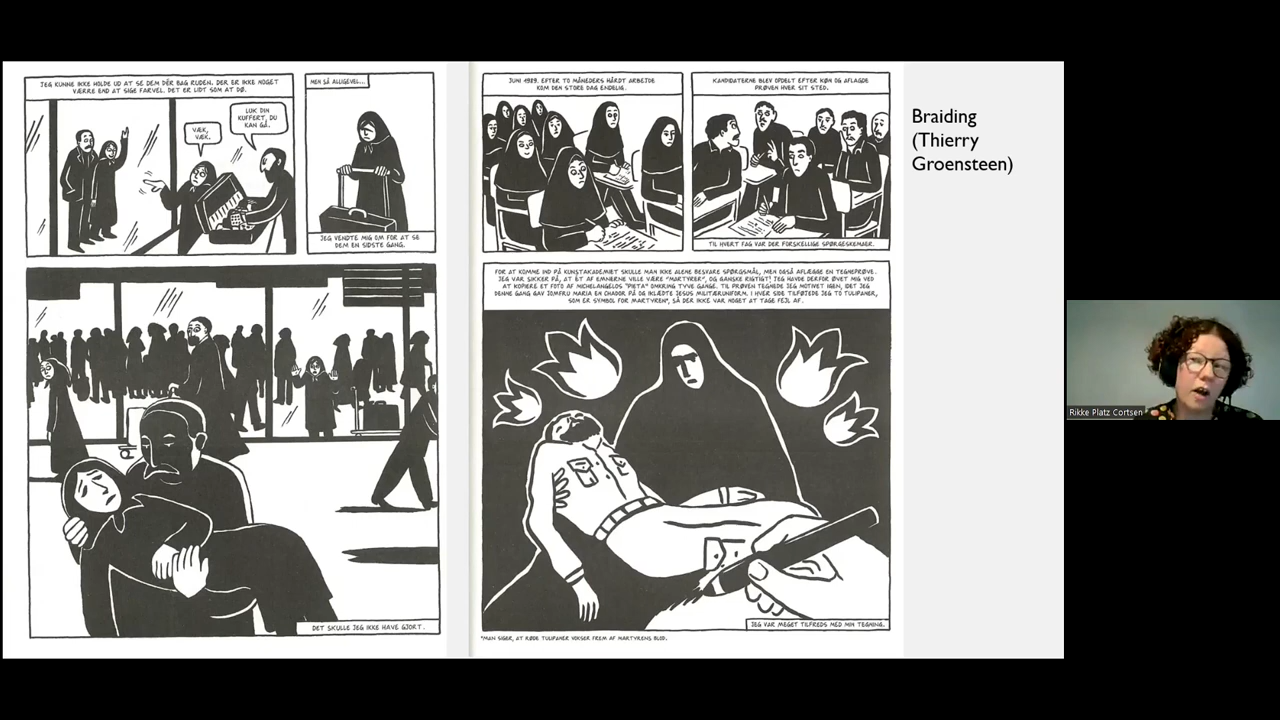 JEG KUNNE IKKE HOLDE UD AT SE DEM DÉR BAG RUDEN. DER ER IKKE NOGET
VÆRRE END AT SIGE FARVEL. DET ER LIDT SOM AT DØ.
VÆK,
VÆK.
LUK DIN
KUFFERT, DU
KAN GÅ.
MEN SÅ ALLIGEVEL...
JEG VENDTE MIG OM FOR AT SE
DEM EN SIDSTE GANG.
DET SKULLE JEG IKKE HAVE GJORT.
JUNI 1989. EFTER TO MÅNEDERS HÅRDT ARBEJDE
KOM DEN STORE DAG ENDELIG.
KANDIDATERNE BLEV OPDELT EFTER KØN OG AFLAGDE
PRØVEN HVER SIT STED.
TIL HVERT FAG VAR DER FORSKELLIGE SPØRGESKEMAER.
FOR AT KOMME IND PÅ KUNSTAKADEMIET SKULLE MAN IKKE ALENE BESVARE SPØRGSMÅL, MEN OGSÅ AFLÆGGE EN TEGNEPRØVE.
JEG VAR SIKKER PÅ, AT ÉT AF EMNERNE VILLE VÆRE "MARTYRER", OG GANSKE RIGTIGT! JEG HAVDE DERFOR ØVET MIG VED
AT KOPIERE ET FOTO AF MICHELANGELOS "PIETA" OMKRING TYVE GANGE. TIL PRØVEN TEGNEDE JEG MOTIVET IGEN, DET JEG
DENNE GANG GAV JOMFRU MARIA EN CHADOR PÅ OG IKLÆDTE JESUS MILITÆRUNIFORM. I HVER SIDE TILFØJEDE JEG TO TULIPANER,
SOM ER SYMBOL FOR MARTYREN*, SÅ DER IKKE VAR NOGET AT TAGE FEJL AF.
JEG VAR MEGET TILFREDS MED MIN TEGNING.
*MAN SIGER, AT RØDE TULIPANER VOKSER FREM AF MARTYRENS BLOD.
Braiding
(Thierry
Groensteen)
Rikke Platz Cortsen